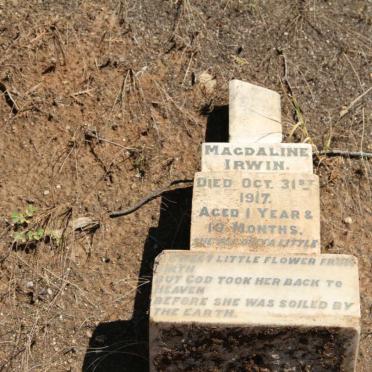 MAGDALINE
IRWIN.
DIED OCT. 31ST
1917.
AGED 1 YEAR &
10 MONTHS.
A LITTLE
LITTLE FLOWER FROM
BUT GOD TOOK HER BACK TO
HEAVEN
BEFORE SHE WAS SOILED BY
THE EARTH.